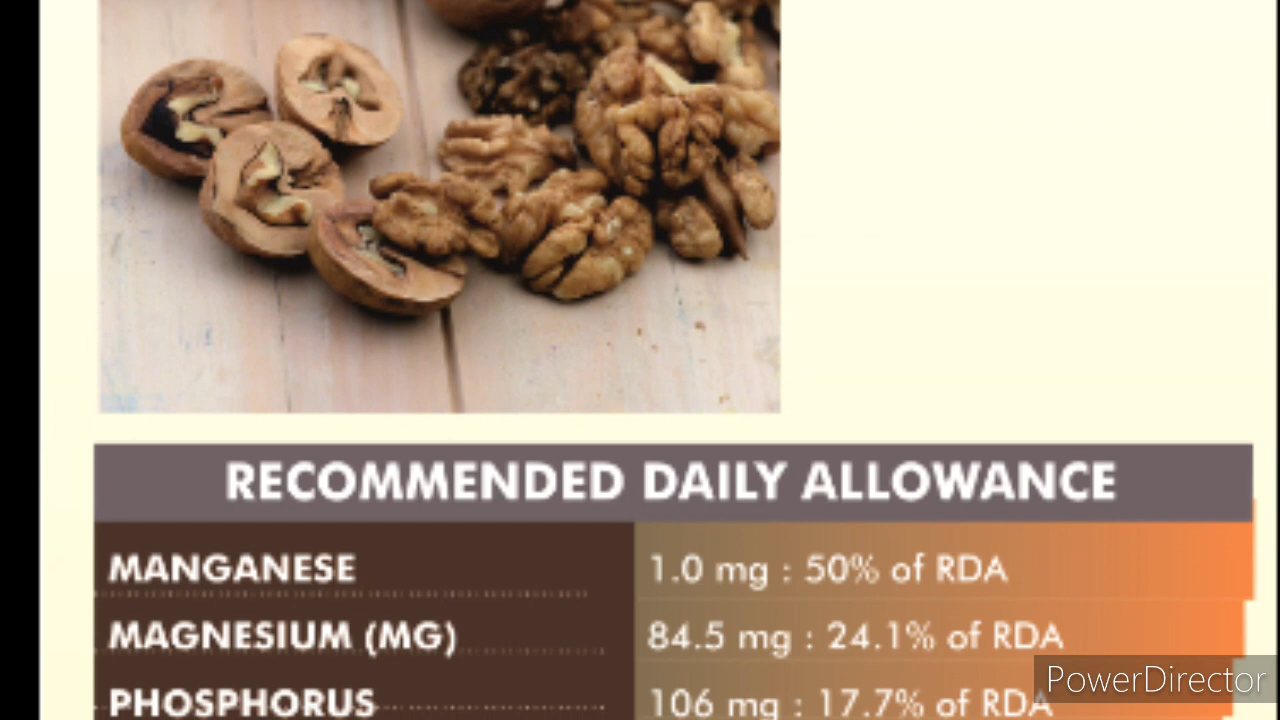 RECOMMENDED DAILY ALLOWANCE
MANGANESE 1.0 mg : 50% of RDA
MAGNESIUM (MG) 84.5 mg : 24.1% of RDA
PHOSPHORUS 106 mg : 17.7% of RDA
PowerDirector